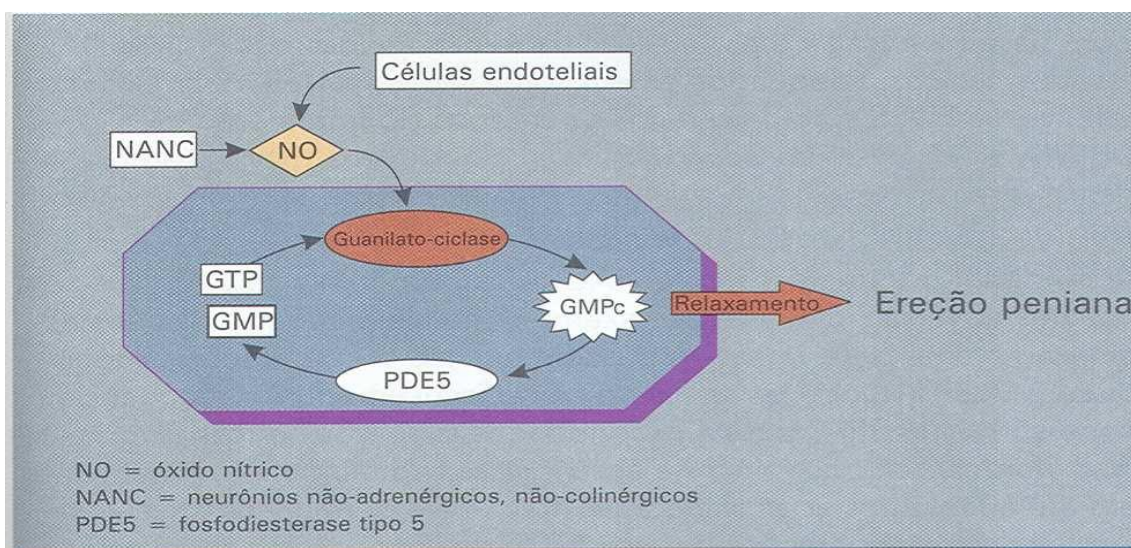 Células endoteliais
NANC
NO
Guanilato-ciclase
GTP
GMP
GMPc
Relaxamento
Ereção peniana
PDE5
NO = óxido nítrico
NANC = neurônios não-adrenérgicos, não-colinérgicos
PDE5 = fosfodiesterase tipo 5